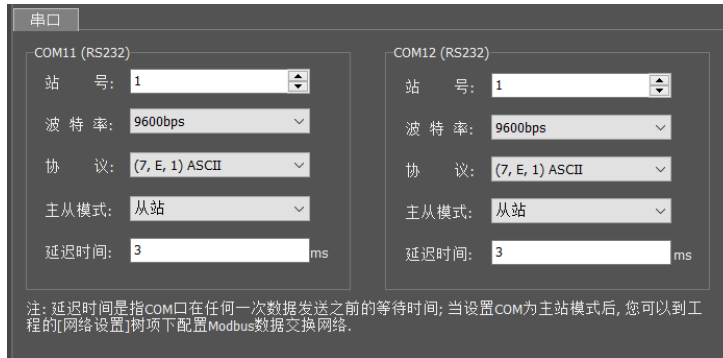 串口
COM11 (RS232)
COM12 (RS232)
站 号: 1
站 号: 1
波 特 率: 9600bps
波 特 率: 9600bps
协 议: (7, E, 1) ASCII
协 议: (7, E, 1) ASCII
主从模式: 从站
主从模式: 从站
延迟时间: 3 ms
延迟时间: 3 ms
注: 延迟时间是指COM口在任何一次数据发送之前的等待时间; 当设置COM为主站模式后, 您可以到工
程的[网络设置]树项下配置Modbus数据交换网络.